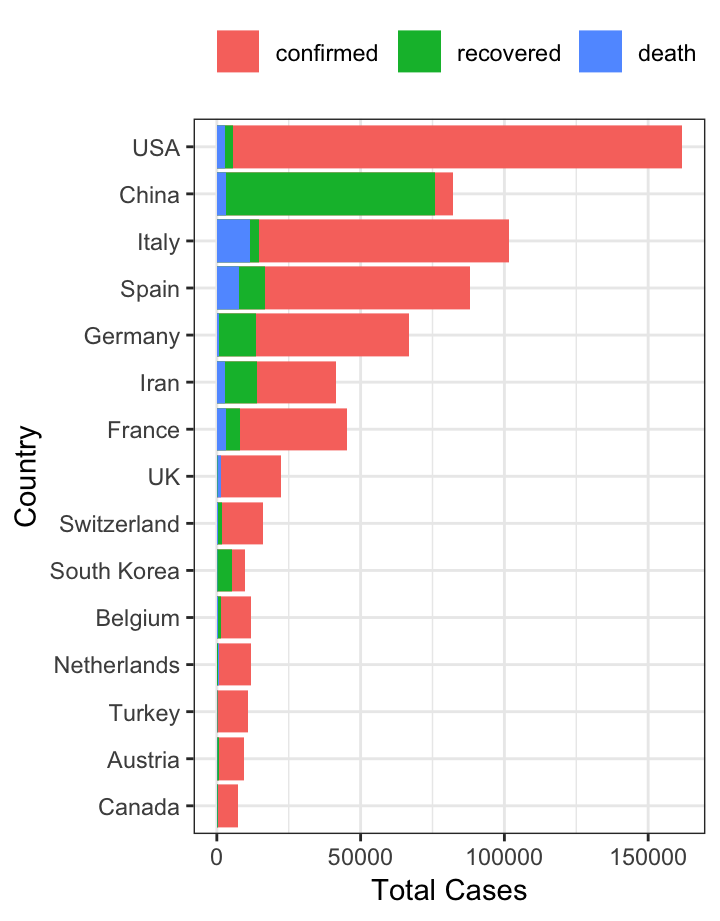 confirmed recovered death
USA
China
Italy
Spain
Germany
Iran
France
UK
Switzerland
South Korea
Belgium
Netherlands
Turkey
Austria
Canada
Country
0 50000 100000 150000
Total Cases